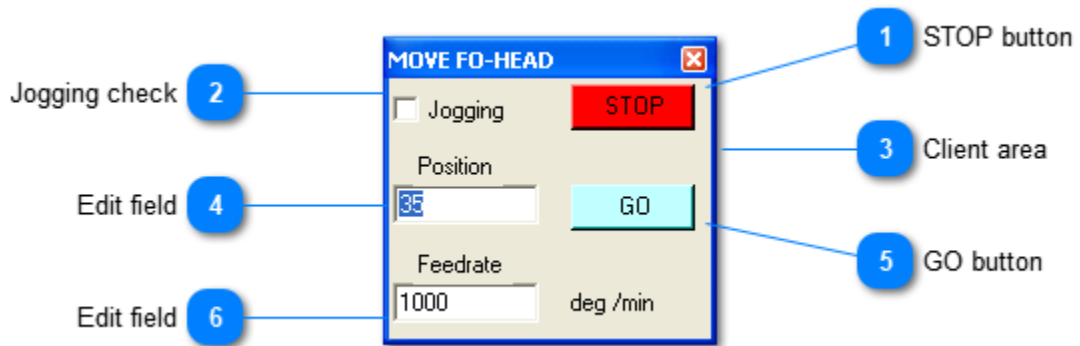 1 STOP button
MOVE FO-HEAD
Jogging check 2
Jogging STOP
3 Client area
Position
Edit field 4
35 GO
5 GO button
Feedrate
1000 deg /min
Edit field 6